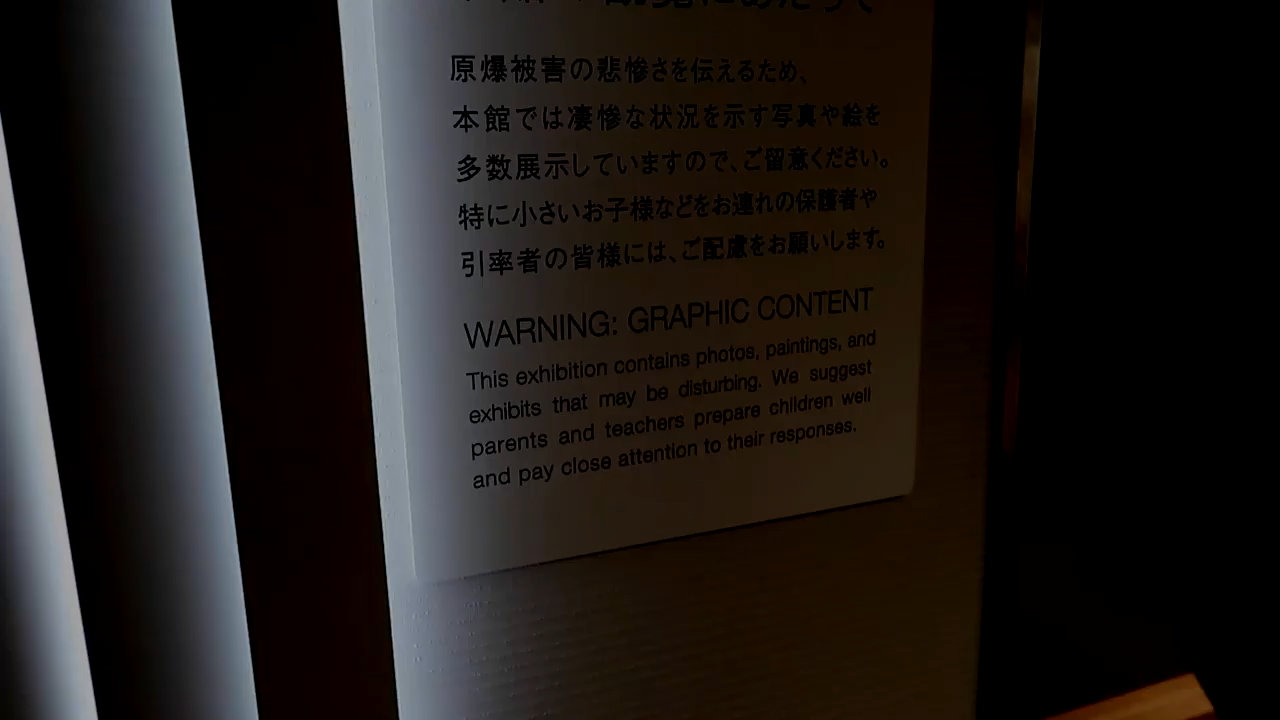 原爆被害の悲惨さを伝えるため、
本館では凄惨な状況を示す写真や絵を
多数展示していますので、ご留意ください。
特に小さいお子様などをお連れの保護者や
引率者の皆様には、ご配慮をお願いします。
WARNING: GRAPHIC CONTENT
This exhibition contains photos, paintings, and
exhibits that may be disturbing. We suggest
parents and teachers prepare children well
and pay close attention to their responses.